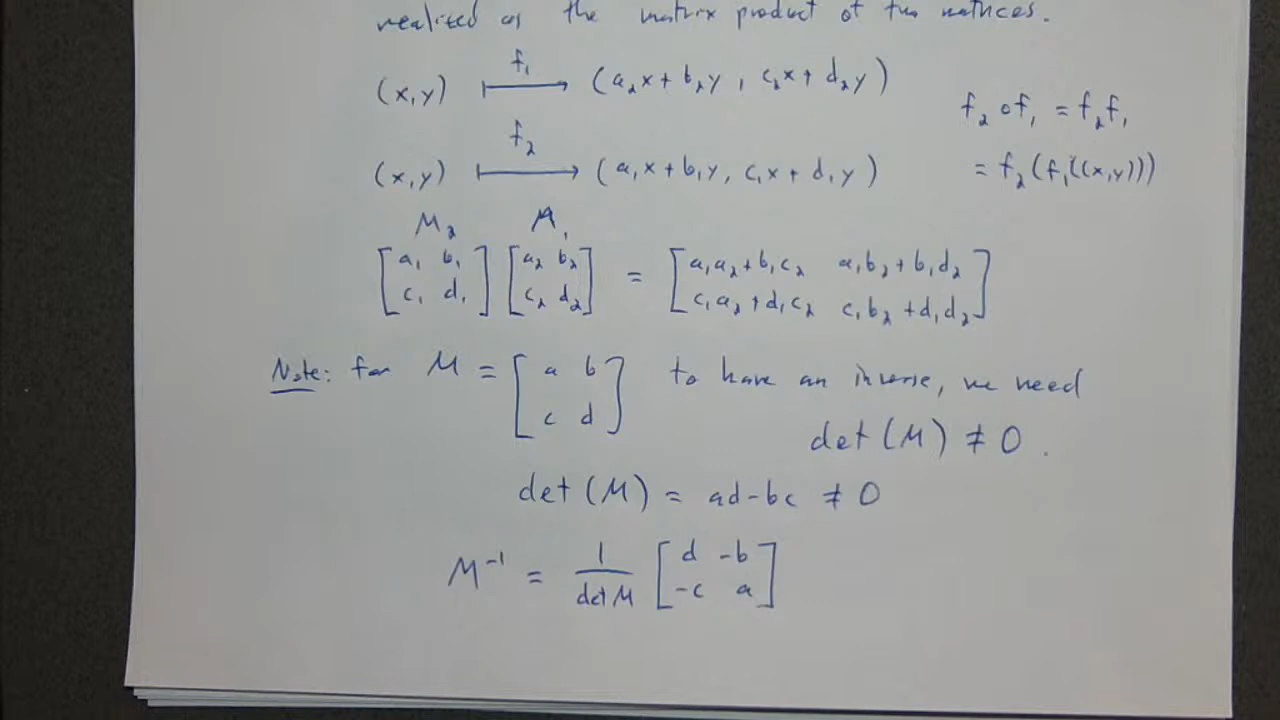 realized as the matrix product of two matrices.
(x,y) ⟼ f₁ (a₂x + b₂y , c₂x + d₂y)
f₂ ∘ f₁ = f₂f₁
(x,y) ⟼ f₂ (a₁x + b₁y, c₁x + d₁y)
= f₂(f₁((x,y)))
M₂ M₁
[a₁ b₁] [a₂ b₂] = [a₁a₂+b₁c₂ a₁b₂+b₁d₂]
[c₁ d₁] [c₂ d₂] [c₁a₂+d₁c₂ c₁b₂+d₁d₂]
Note: for M = [a b] to have an inverse, we need
[c d]
det(M) ≠ 0.
det(M) = ad-bc ≠ 0
M⁻¹ = 1/det M [d -b]
[-c a]